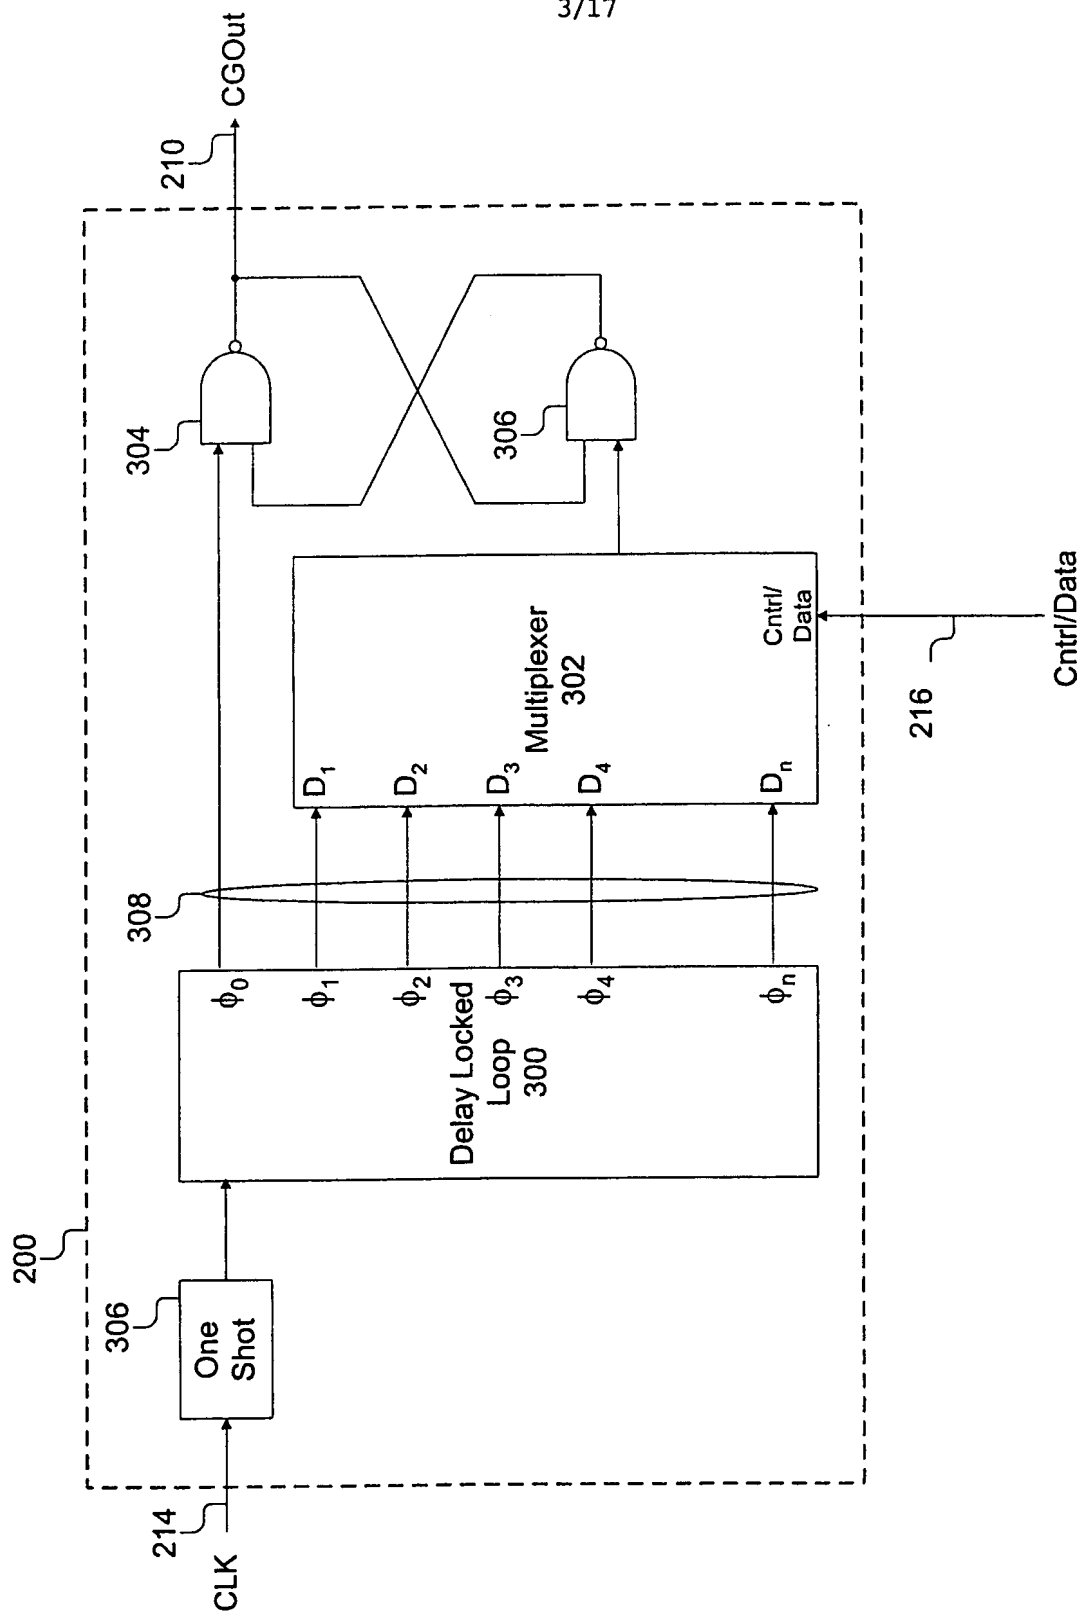 3/17
200
CLK
214
306
One
Shot
Delay Locked
Loop
300
ϕ0
ϕ1
ϕ2
ϕ3
ϕ4
ϕn
308
D1
D2
D3
D4
Dn
Multiplexer
302
Cntrl/
Data
216
Cntrl/Data
304
306
210
CGOut